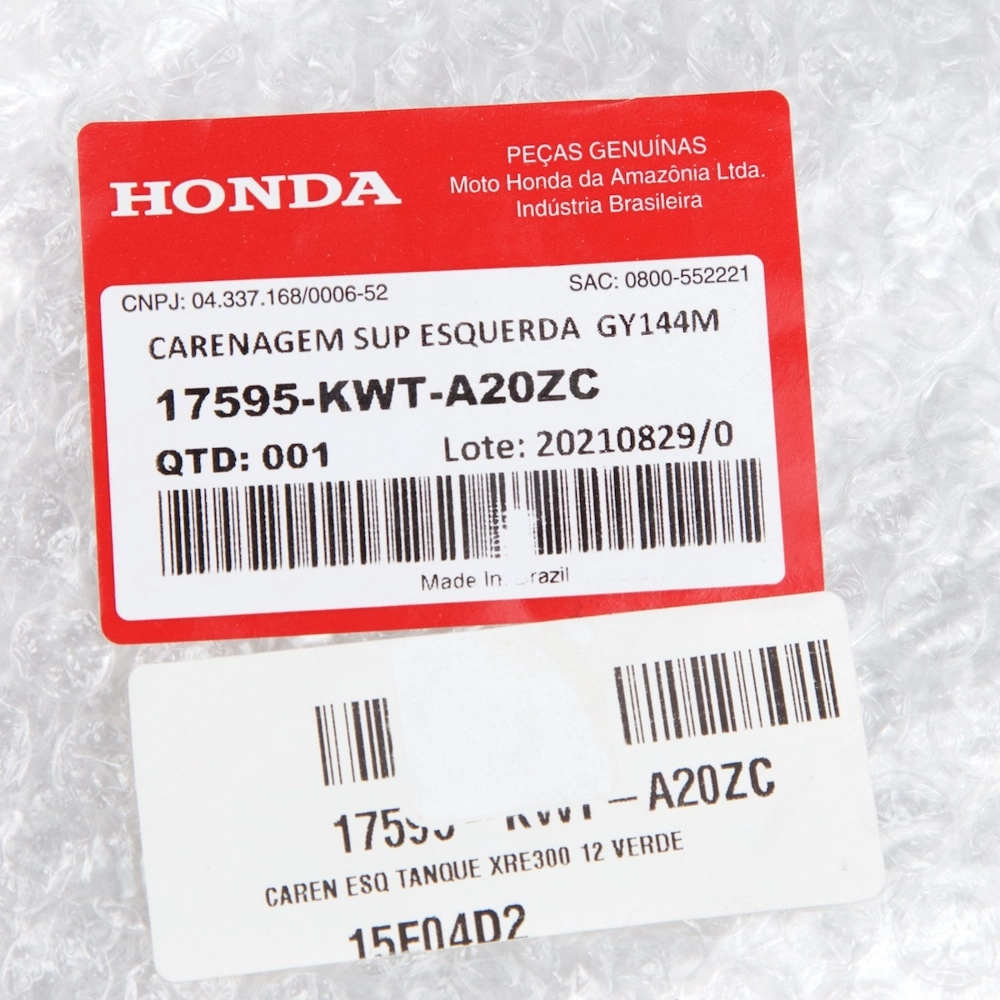 HONDA
PEÇAS GENUÍNAS
Moto Honda da Amazônia Ltda.
Indústria Brasileira
CNPJ: 04.337.168/0006-52
SAC: 0800-552221
CARENAGEM SUP ESQUERDA GY144M
17595-KWT-A20ZC
QTD: 001
Lote: 20210829/0
Made In
17595-KWT-A20ZC
CAREN ESQ TANQUE XRE300 12 VERDE